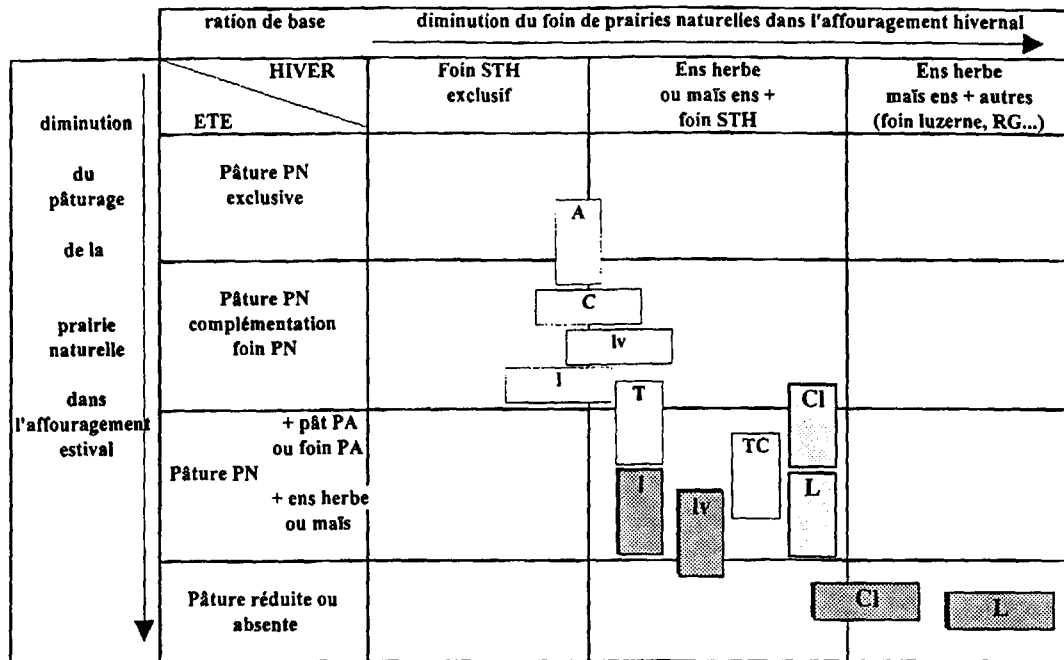 ration de base
diminution du foin de prairies naturelles dans l'affouragement hivernal
HIVER
ETE
Foin STH
exclusif
Ens herbe
ou maïs ens +
foin STH
Ens herbe
maïs ens + autres
(foin luzerne, RG...)
diminution
du
pâturage
de la
prairie
naturelle
dans
l'affouragement
estival
Pâture PN
exclusive
A
Pâture PN
complémentation
foin PN
C
lv
l
T
Cl
+ pât PA
ou foin PA
Pâture PN
+ ens herbe
ou maïs
TC
l
lv
L
Pâture réduite ou
absente
Cl
L